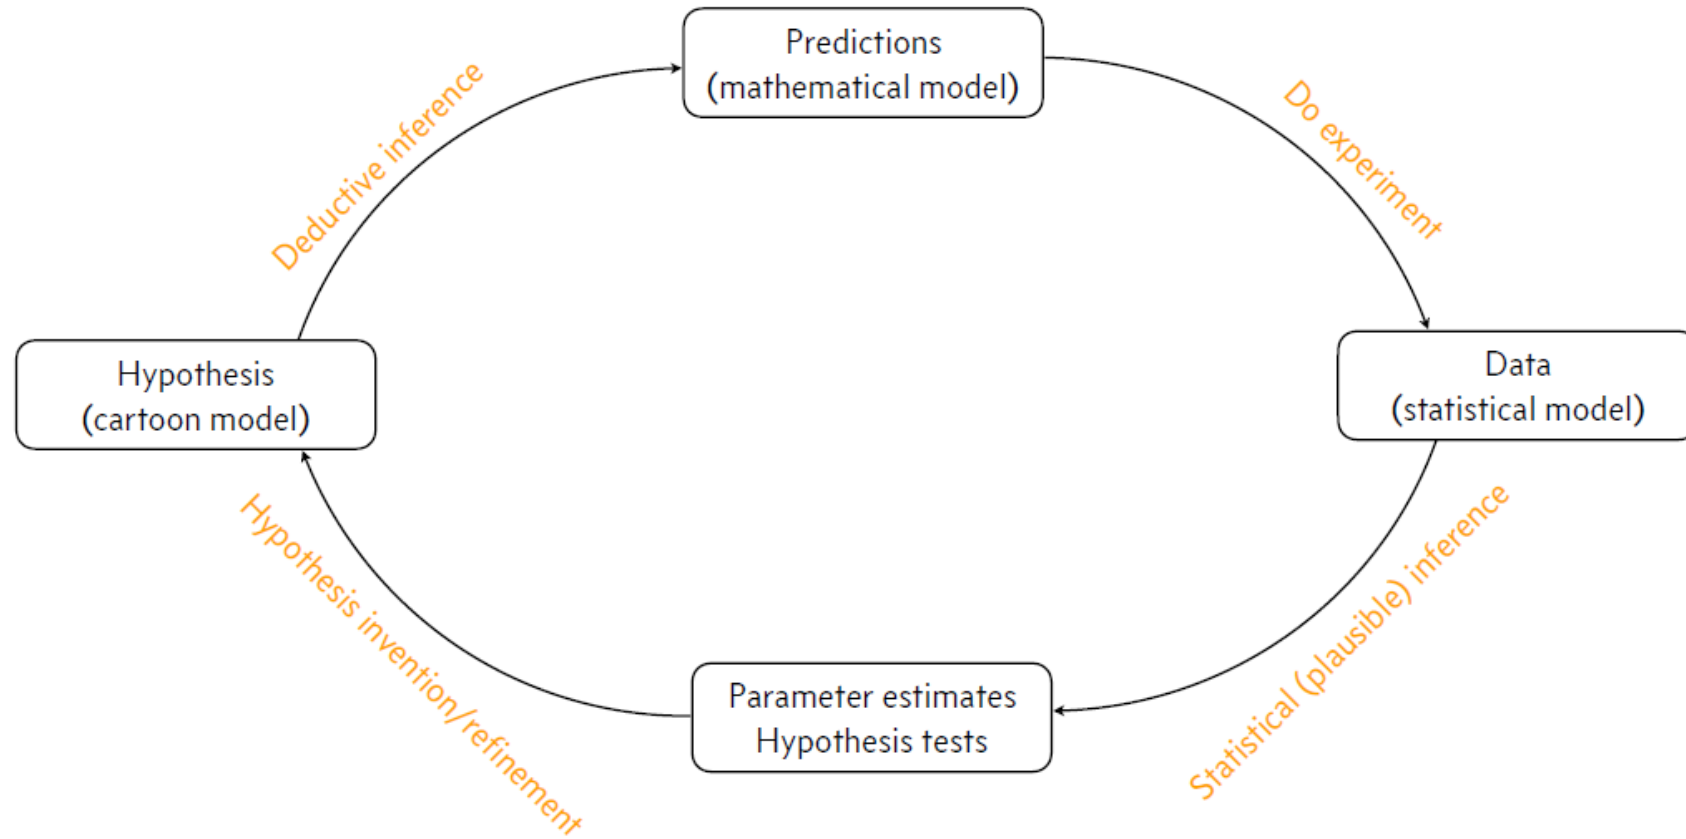 Predictions
(mathematical model)
Deductive inference
Do experiment
Hypothesis
(cartoon model)
Data
(statistical model)
Hypothesis invention/refinement
Statistical (plausible) inference
Parameter estimates
Hypothesis tests